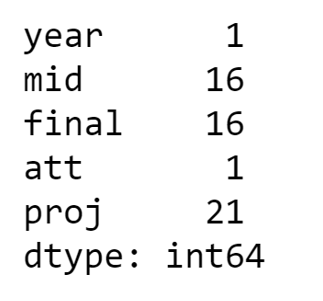 year 1
mid 16
final 16
att 1
proj 21
dtype: int64